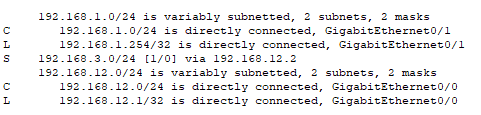 192.168.1.0/24 is variably subnetted, 2 subnets, 2 masks
C       192.168.1.0/24 is directly connected, GigabitEthernet0/1
L       192.168.1.254/32 is directly connected, GigabitEthernet0/1
S    192.168.3.0/24 [1/0] via 192.168.12.2
     192.168.12.0/24 is variably subnetted, 2 subnets, 2 masks
C       192.168.12.0/24 is directly connected, GigabitEthernet0/0
L       192.168.12.1/32 is directly connected, GigabitEthernet0/0